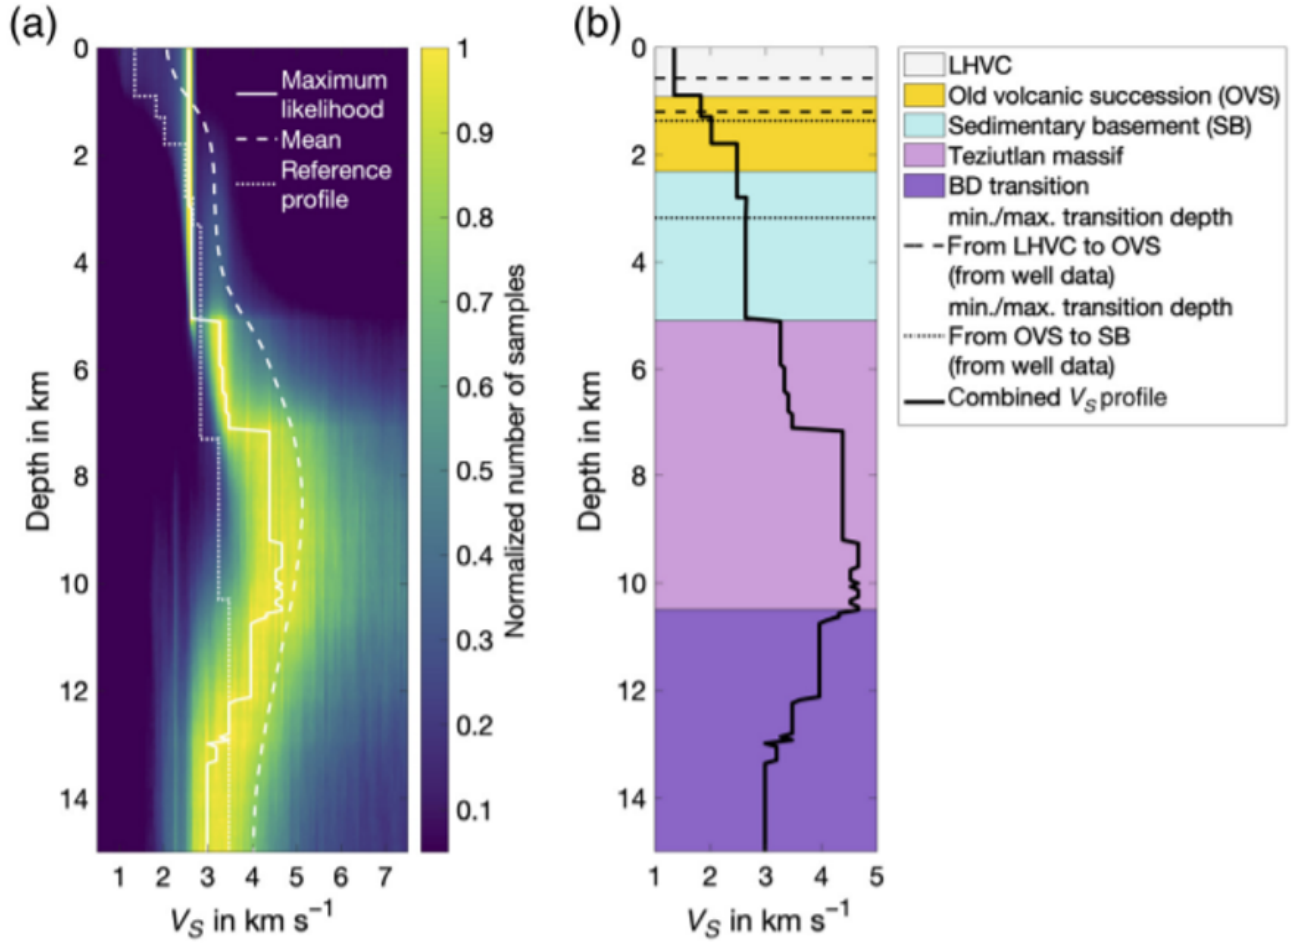 (a)
0
2
4
6
8
10
12
14
Depth in km
1 2 3 4 5 6 7
V_S in km s⁻¹
Maximum
likelihood
Mean
Reference
profile
1
0.9
0.8
0.7
0.6
0.5
0.4
0.3
0.2
0.1
Normalized number of samples
(b)
0
2
4
6
8
10
12
14
Depth in km
1 2 3 4 5
V_S in km s⁻¹
LHVC
Old volcanic succession (OVS)
Sedimentary basement (SB)
Teziutlan massif
BD transition
min./max. transition depth
From LHVC to OVS
(from well data)
min./max. transition depth
From OVS to SB
(from well data)
Combined V_S profile